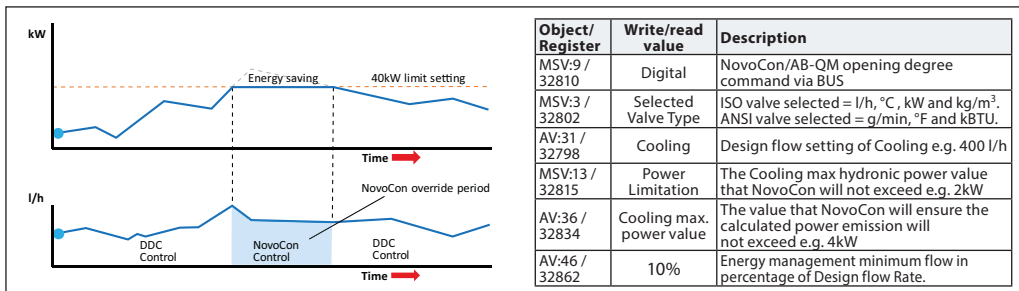 kW
Energy saving
40kW limit setting
Time
l/h
NovoCon override period
DDC
Control
NovoCon
Control
DDC
Control
Time
Object/
Register
Write/read
value
Description
MSV:9 /
32810
Digital
NovoCon/AB-QM opening degree
command via BUS
MSV:3 /
32802
Selected
Valve Type
ISO valve selected = l/h, °C , kW and kg/m³.
ANSI valve selected = g/min, °F and kBTU.
AV:31 /
32798
Cooling
Design flow setting of Cooling e.g. 400 l/h
MSV:13 /
32815
Power
Limitation
The Cooling max hydronic power value
that NovoCon will not exceed e.g. 2kW
AV:36 /
32834
Cooling max.
power value
The value that NovoCon will ensure the
calculated power emission will
not exceed e.g. 4kW
AV:46 /
32862
10%
Energy management minimum flow in
percentage of Design flow Rate.